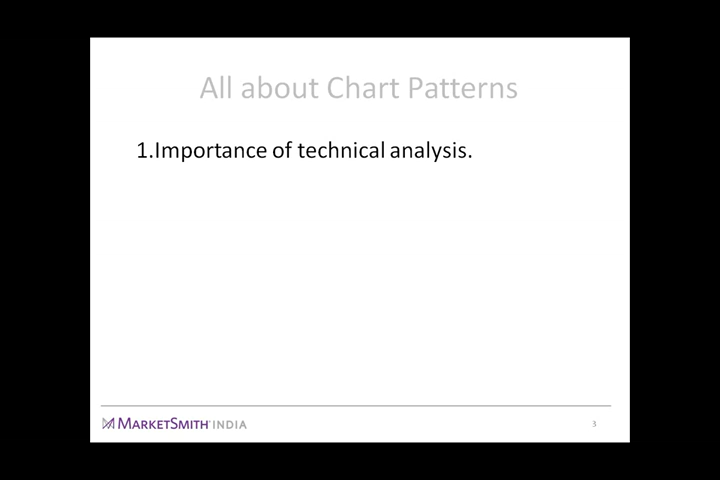 All about Chart Patterns
1.Importance of technical analysis.
MARKETSMITH INDIA
3